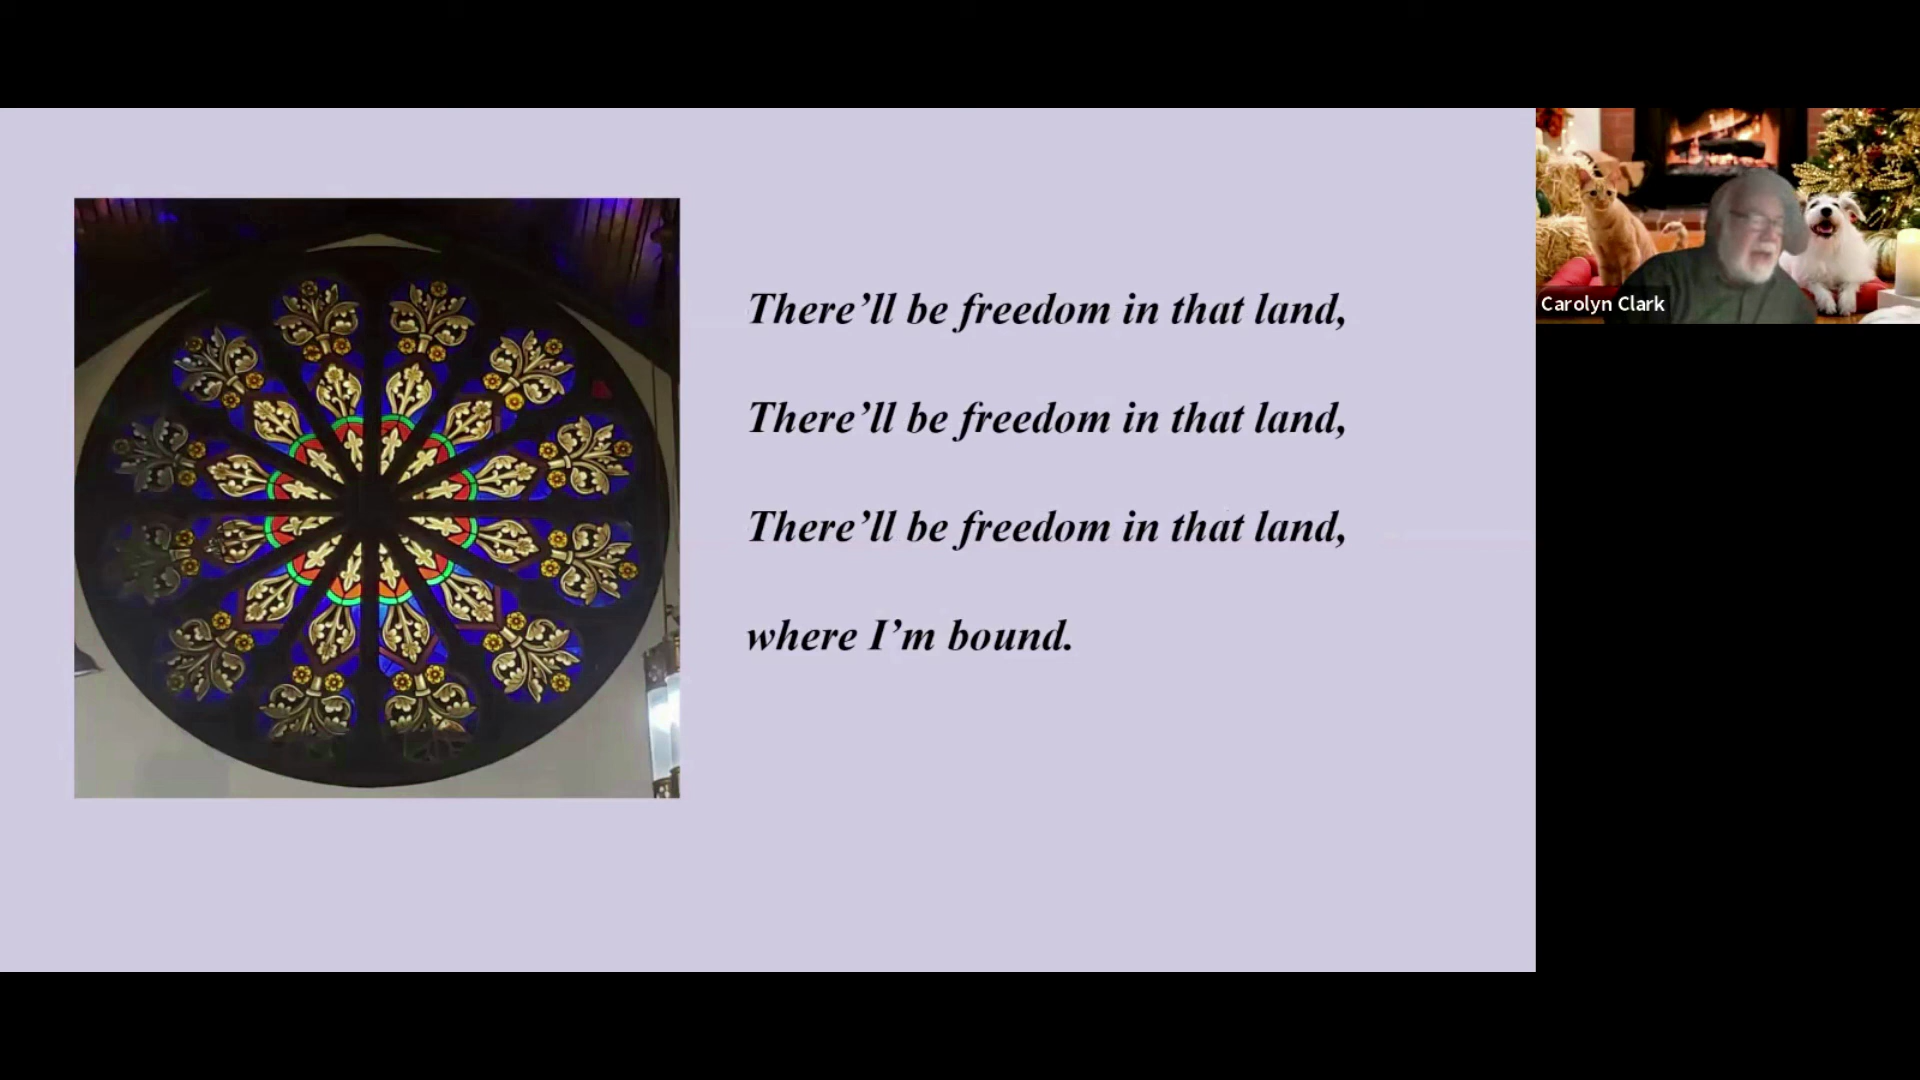 There’ll be freedom in that land,
There’ll be freedom in that land,
There’ll be freedom in that land,
where I’m bound.
Carolyn Clark